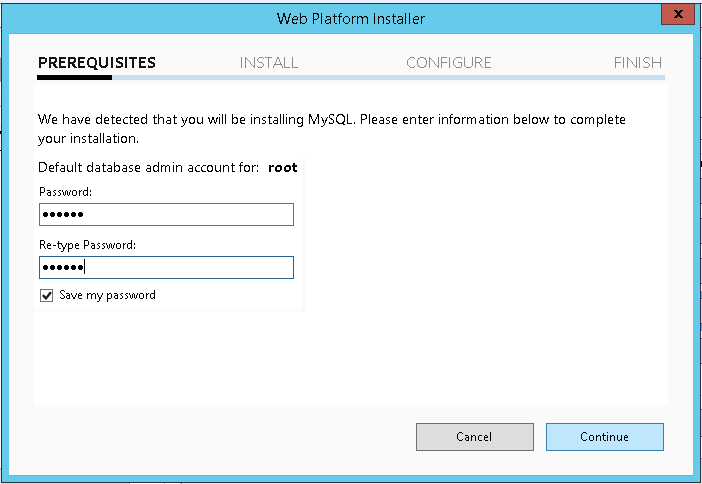 Web Platform Installer
x
PREREQUISITES INSTALL CONFIGURE FINISH
We have detected that you will be installing MySQL. Please enter information below to complete
your installation.
Default database admin account for: root
Password:
••••••
Re-type Password:
••••••
Save my password
Cancel Continue